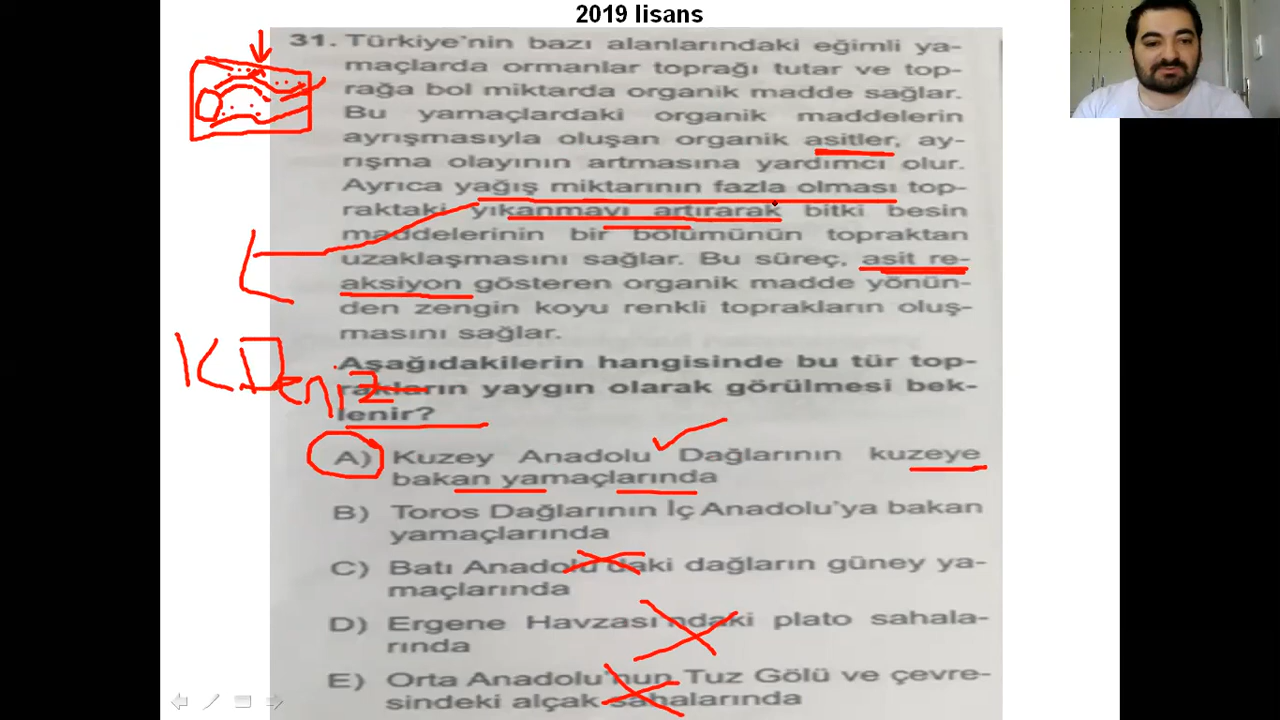 2019 lisans
31. Türkiye'nin bazı alanlarındaki eğimli ya-
maçlarda ormanlar toprağı tutar ve top-
rağa bol miktarda organik madde sağlar.
Bu yamaçlardaki organik maddelerin
ayrışmasıyla oluşan organik asitler, ay-
rışma olayının artmasına yardımcı olur.
Ayrıca yağış miktarının fazla olması top-
raktaki yıkanmayı artırarak bitki besin
maddelerinin bir bölümünün topraktan
uzaklaşmasını sağlar. Bu süreç, asit re-
aksiyon gösteren organik madde yönün-
den zengin koyu renkli toprakların oluş-
masını sağlar.
KDeniz
Aşağıdakilerin hangisinde bu tür top-
rakların yaygın olarak görülmesi bek-
lenir?
A) Kuzey Anadolu Dağlarının kuzeye
bakan yamaçlarında
B) Toros Dağlarının İç Anadolu'ya bakan
yamaçlarında
C) Batı Anadolu'daki dağların güney ya-
maçlarında
D) Ergene Havzası'ndaki plato sahala-
rında
E) Orta Anadolu'nun Tuz Gölü ve çevre-
sindeki alçak sahalarında